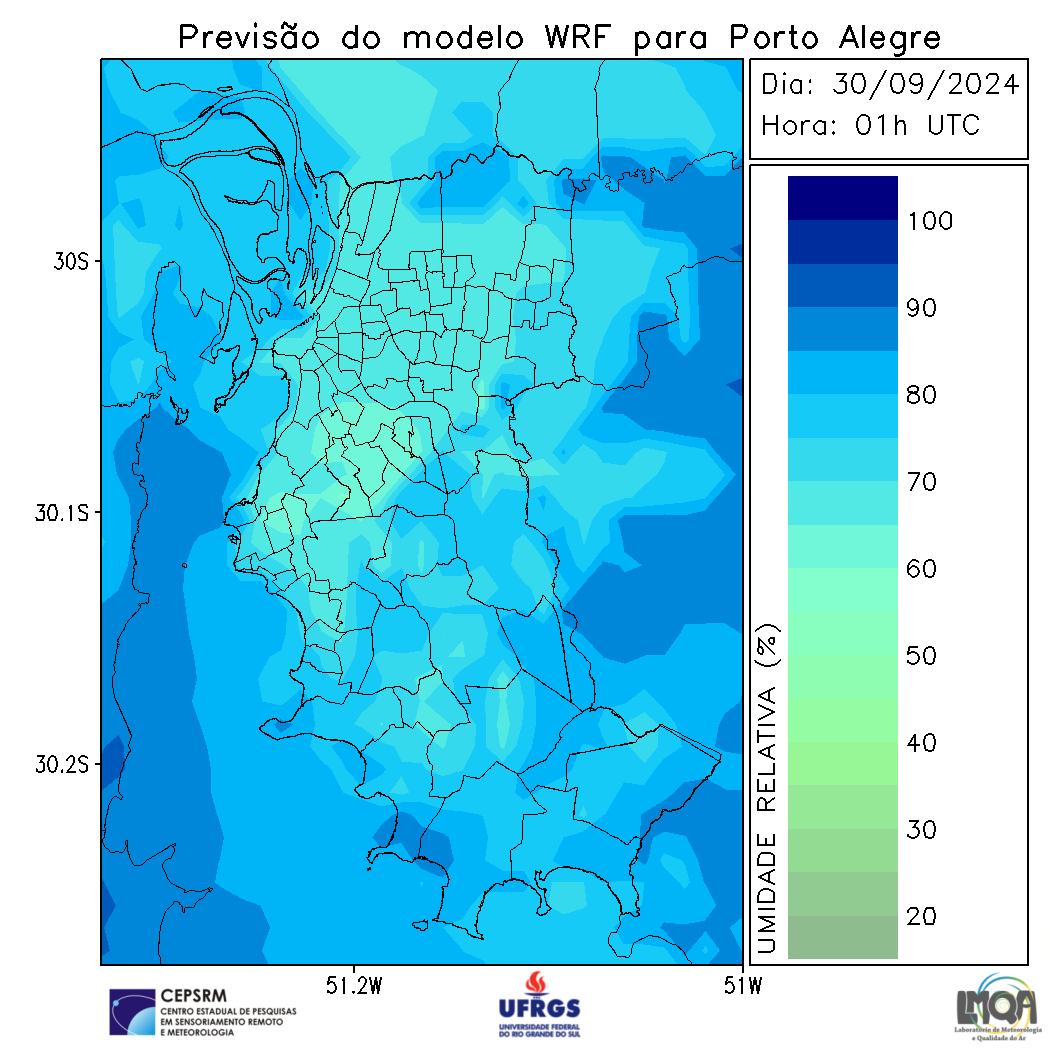 Previsão do modelo WRF para Porto Alegre
Dia: 30/09/2024
Hora: 01h UTC
30S
30.1S
30.2S
51.2W
51W
100
90
80
70
60
50
40
30
20
UMIDADE RELATIVA (%)
CEPSRM
CENTRO ESTADUAL DE PESQUISAS
EM SENSORIAMENTO REMOTO
E METEOROLOGIA
UFRGS
UNIVERSIDADE FEDERAL
DO RIO GRANDE DO SUL
LMQA
Laboratório de Meteorologia
e Qualidade do Ar